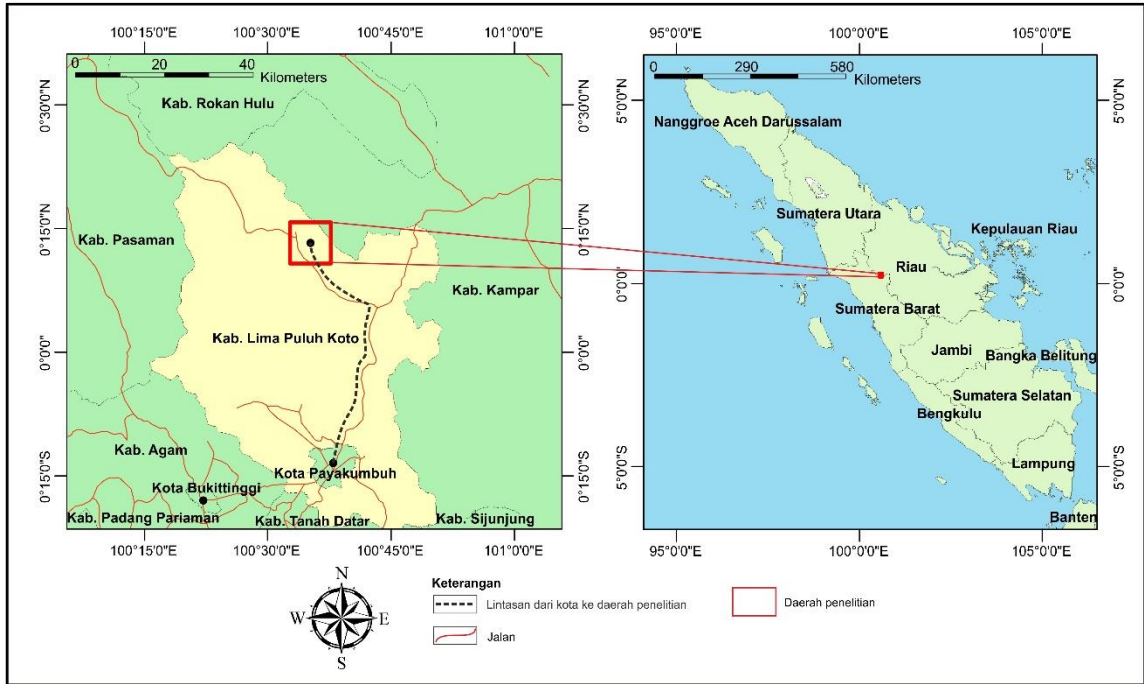 100°15'0"E 100°30'0"E 100°45'0"E 101°0'0"E
0 20 40
Kilometers
Kab. Rokan Hulu
0°30'0"N
0°30'0"N
0°15'0"N
0°15'0"N
Kab. Pasaman
Kab. Kampar
Kab. Lima Puluh Koto
0°0'0"
0°0'0"
Kab. Agam
Kota Payakumbuh
Kota Bukittinggi
0°15'0"S
0°15'0"S
Kab. Padang Pariaman
Kab. Tanah Datar
Kab. Sijunjung
100°15'0"E 100°30'0"E 100°45'0"E 101°0'0"E
95°0'0"E 100°0'0"E 105°0'0"E
0 290 580
Kilometers
5°0'0"N
5°0'0"N
Nanggroe Aceh Darussalam
Sumatera Utara
Kepulauan Riau
Riau
0°0'0"
0°0'0"
Sumatera Barat
Jambi
Bangka Belitung
Sumatera Selatan
Bengkulu
Lampung
5°0'0"S
5°0'0"S
Banten
95°0'0"E 100°0'0"E 105°0'0"E
N
W E
S
Keterangan
Lintasan dari kota ke daerah penelitian
Jalan
Daerah penelitian